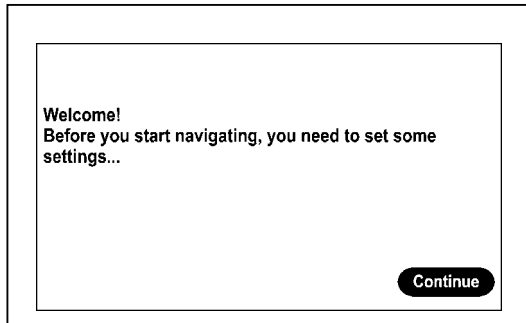 Welcome!
Before you start navigating, you need to set some
settings...
Continue